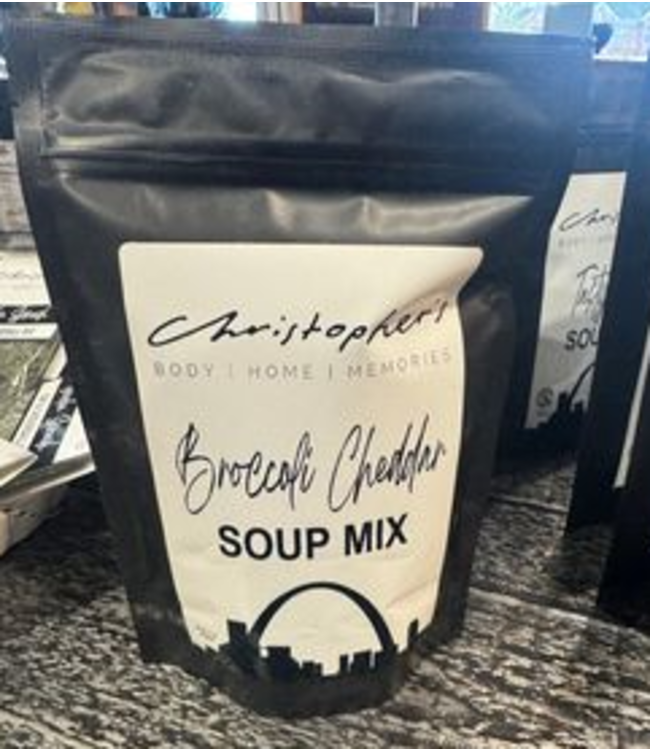 Christopher's
BODY | HOME | MEMORIES
Broccoli Cheddar
SOUP MIX